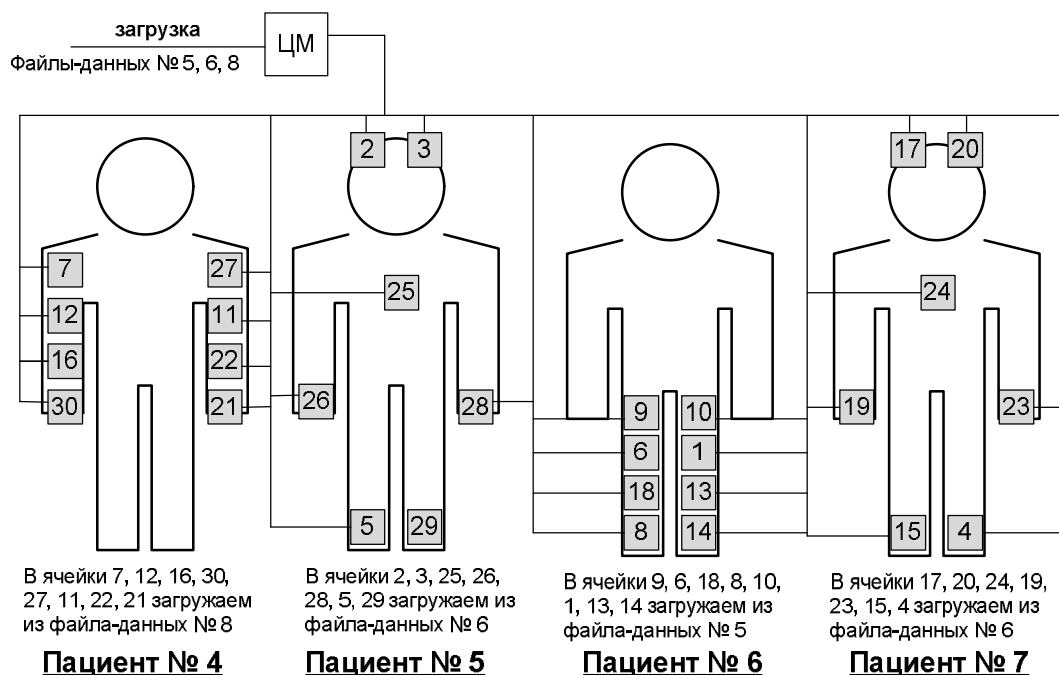 загрузка
ЦМ
Файлы-данных № 5, 6, 8
2 3
17 20
7 27
25
24
12 11
16 22
30 21
26 28
9 10
19 23
6 1
18 13
5 29
8 14
15 4
В ячейки 7, 12, 16, 30,
27, 11, 22, 21 загружаем
из файла-данных № 8
Пациент № 4
В ячейки 2, 3, 25, 26,
28, 5, 29 загружаем из
файла-данных № 6
Пациент № 5
В ячейки 9, 6, 18, 8, 10,
1, 13, 14 загружаем из
файла-данных № 5
Пациент № 6
В ячейки 17, 20, 24, 19,
23, 15, 4 загружаем из
файла-данных № 6
Пациент № 7